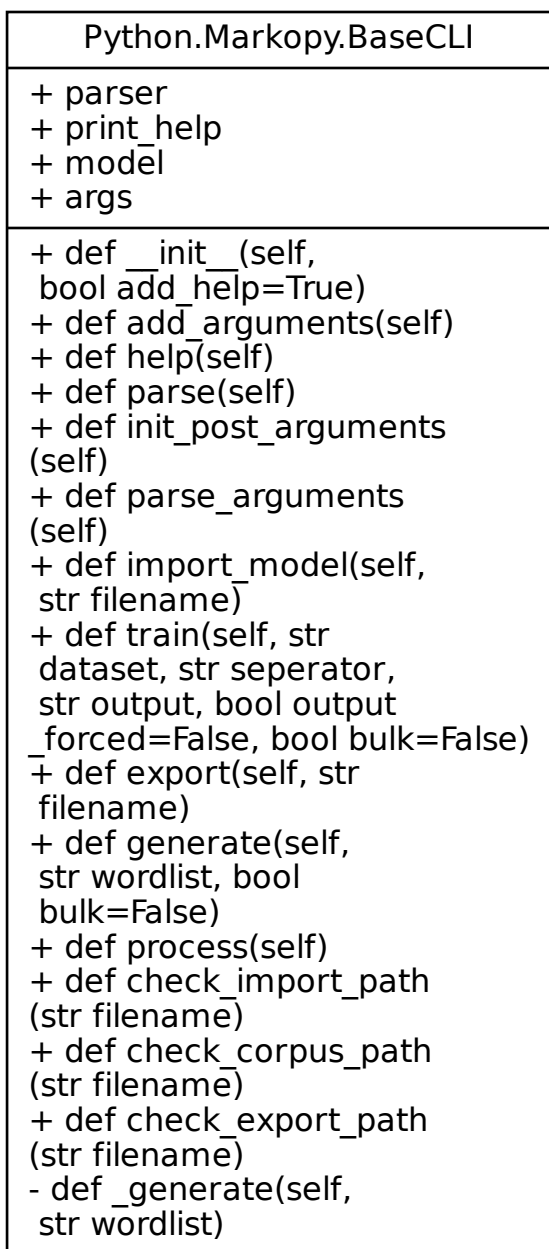 Python.Markopy.BaseCLI
+ parser
+ print_help
+ model
+ args
+ def __init__(self,
bool add_help=True)
+ def add_arguments(self)
+ def help(self)
+ def parse(self)
+ def init_post_arguments
(self)
+ def parse_arguments
(self)
+ def import_model(self,
str filename)
+ def train(self, str
dataset, str seperator,
str output, bool output
_forced=False, bool bulk=False)
+ def export(self, str
filename)
+ def generate(self,
str wordlist, bool
bulk=False)
+ def process(self)
+ def check_import_path
(str filename)
+ def check_corpus_path
(str filename)
+ def check_export_path
(str filename)
- def _generate(self,
str wordlist)